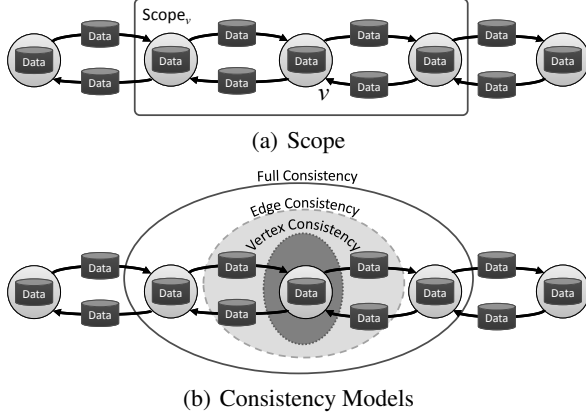 Scopeᵥ
Data Data Data Data
Data Data Data Data Data
Data Data Data Data
v
(a) Scope
Full Consistency
Edge Consistency
Vertex Consistency
Data Data Data Data
Data Data Data Data Data
Data Data Data Data
(b) Consistency Models